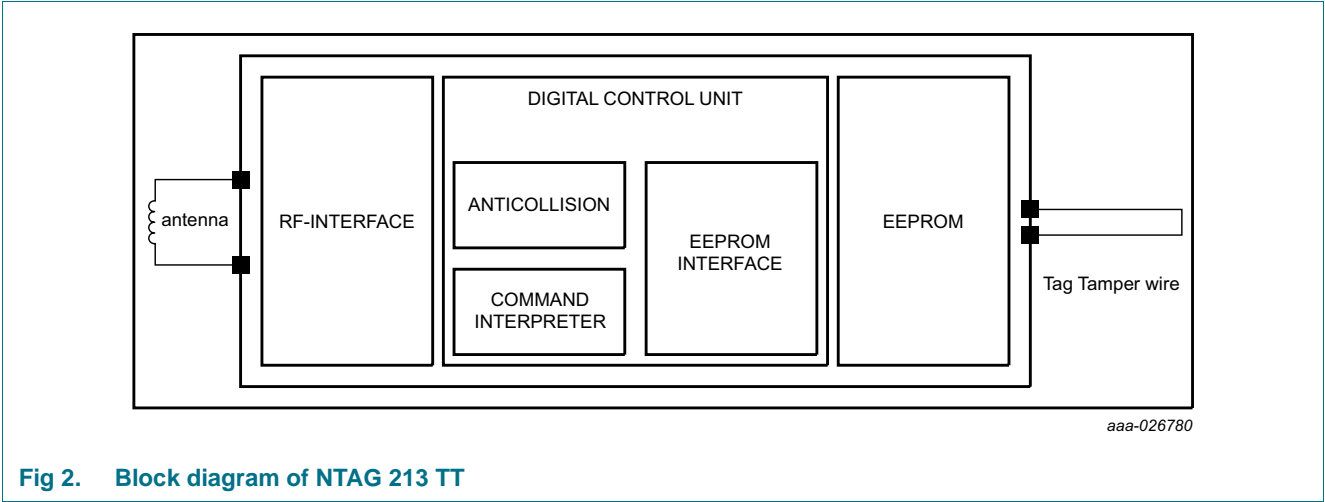 DIGITAL CONTROL UNIT
antenna
RF-INTERFACE
ANTICOLLISION
COMMAND
INTERPRETER
EEPROM
INTERFACE
EEPROM
Tag Tamper wire
aaa-026780
Fig 2. Block diagram of NTAG 213 TT